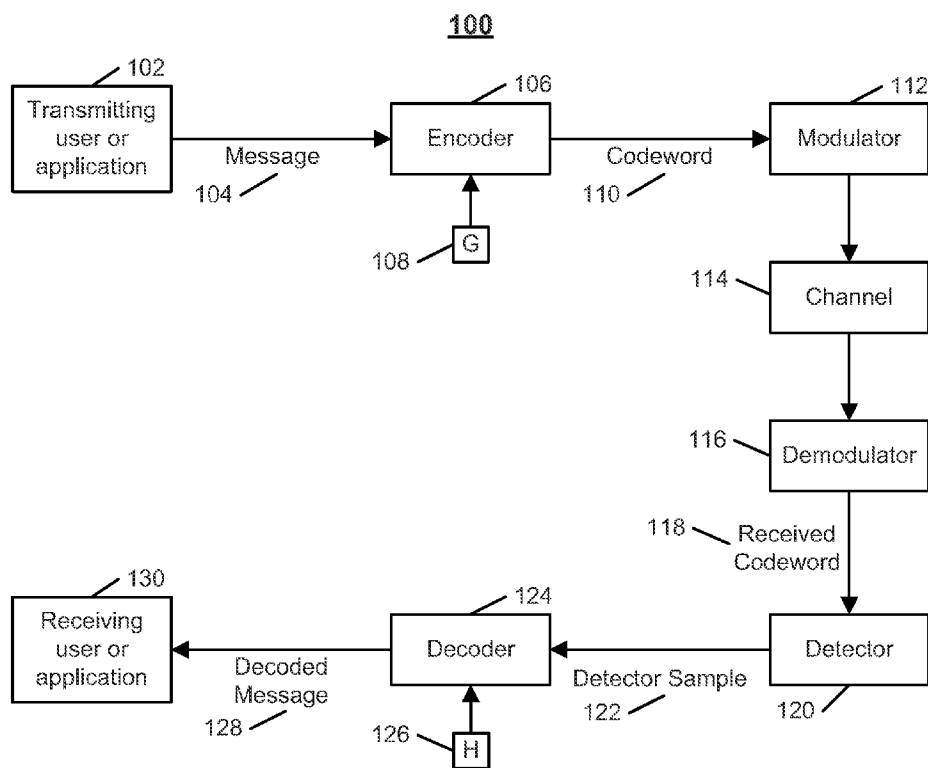 100
102
106
112
Transmitting
user or
application
Message
104
Encoder
Codeword
110
Modulator
108
G
114
Channel
116
Demodulator
118
Received
Codeword
130
124
Receiving
user or
application
Decoded
Message
128
Decoder
Detector Sample
122
Detector
120
126
H